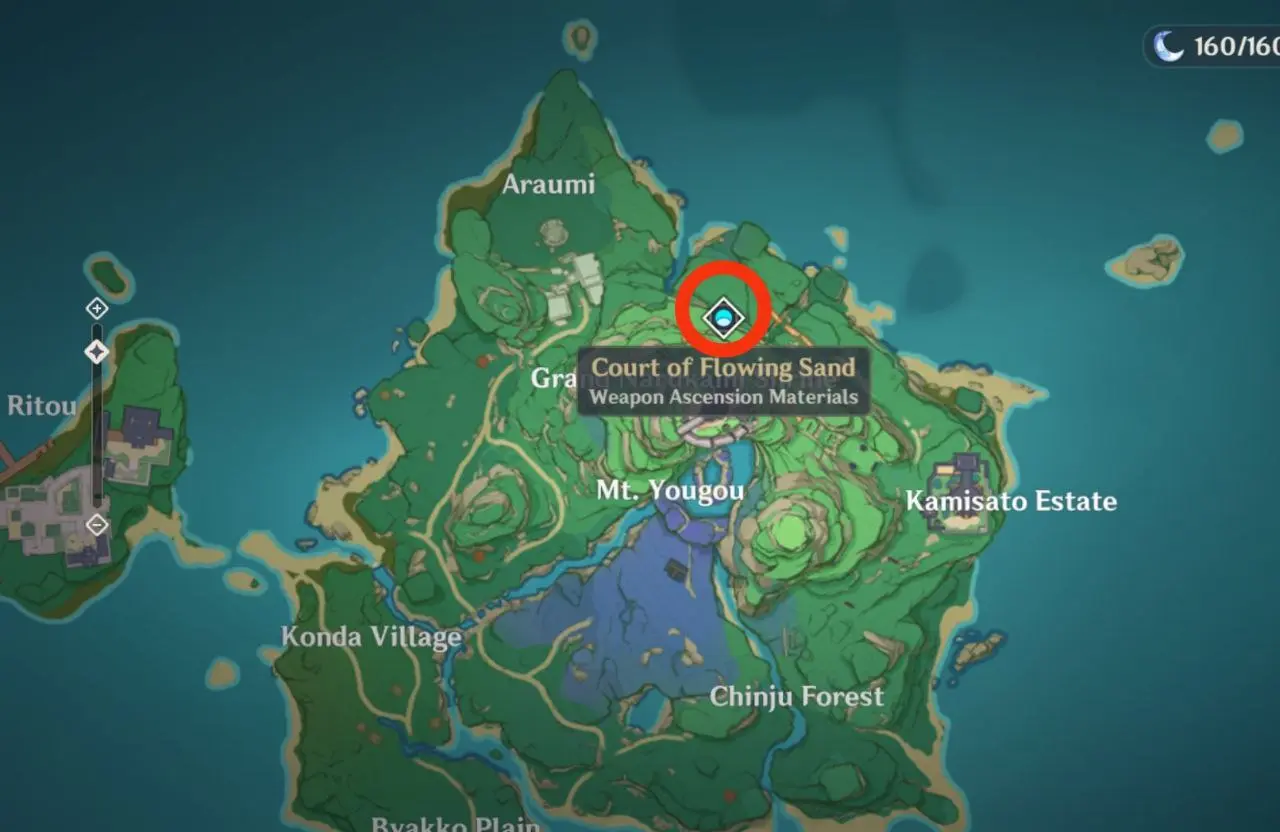 160/160
Araumi
Court of Flowing Sand
Gra
Weapon Ascension Materials
Ritou
Mt. Yougou
Kamisato Estate
Konda Village
Chinju Forest
Byakko Plain